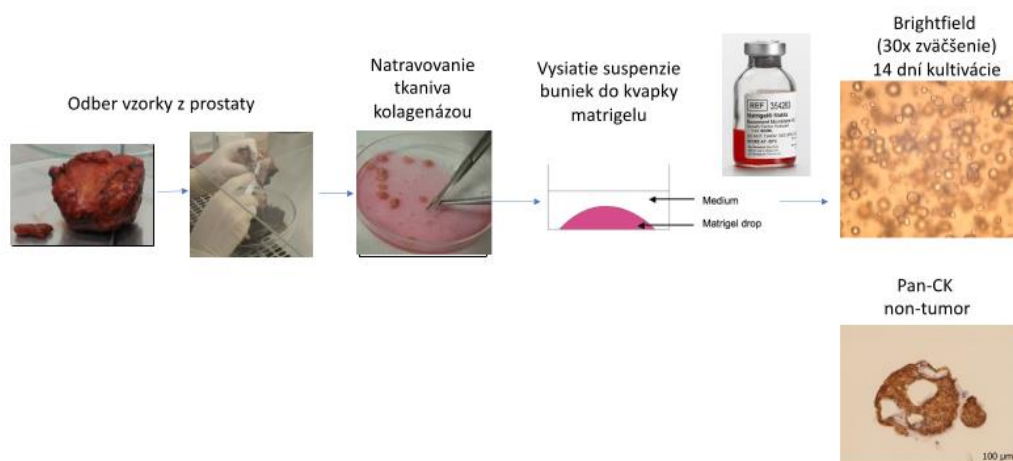 Odber vzorky z prostaty
Natravovanie
tkaniva
kolagenázou
Vysiatie suspenzie
buniek do kvapky
matrigelu
REF 354263
Medium
Matrigel drop
Brightfield
(30x zväčšenie)
14 dní kultivácie
Pan-CK
non-tumor
100 µm